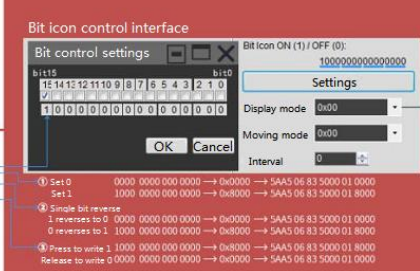 Bit icon control interface
Bit control settings
bit15 bit0
15 14 13 12 11 10 9 8 7 6 5 4 3 2 1 0
1 0 0 0 0 0 0 0 0 0 0 0 0 0 0 0
OK Cancel
Bit Icon ON (1) / OFF (0):
1000000000000000
Settings
Display mode 0x00
Moving mode 0x00
Interval 0
① Set 0 0000 0000 000 0000 → 0x0000 → 5AA5 06 83 5000 01 0000
Set 1 1000 0000 000 0000 → 0x8000 → 5AA5 06 83 5000 01 8000
② Single bit reverse
1 reverses to 0 0000 0000 000 0000 → 0x0000 → 5AA5 06 83 5000 01 0000
0 reverses to 1 1000 0000 000 0000 → 0x8000 → 5AA5 06 83 5000 01 8000
③ Press to write 1 1000 0000 000 0000 → 0x8000 → 5AA5 06 83 5000 01 8000
Release to write 0 0000 0000 000 0000 → 0x0000 → 5AA5 06 83 5000 01 0000